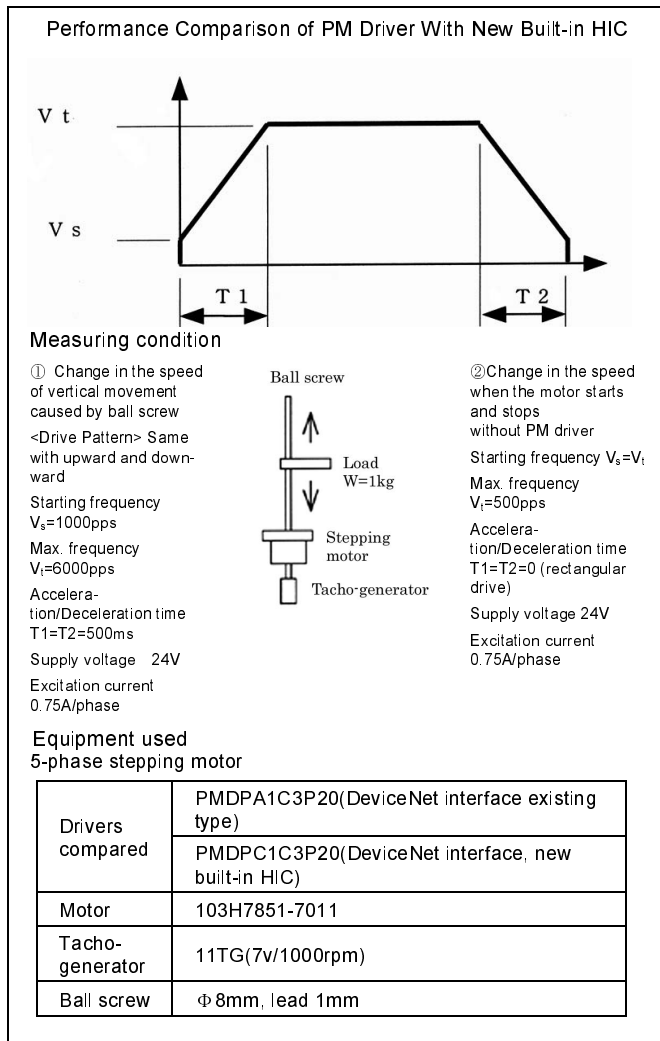 Performance Comparison of PM Driver With New Built-in HIC
V t
V s
T 1
T 2
Measuring condition
① Change in the speed
of vertical movement
caused by ball screw
<Drive Pattern> Same
with upward and down-
ward
Starting frequency
Vs=1000pps
Max. frequency
Vt=6000pps
Accelera-
tion/Deceleration time
T1=T2=500ms
Supply voltage 24V
Excitation current
0.75A/phase
Ball screw
Load
W=1kg
Stepping
motor
Tacho-generator
②Change in the speed
when the motor starts
and stops
without PM driver
Starting frequency Vs=Vt
Max. frequency
Vt=500pps
Accelera-
tion/Deceleration time
T1=T2=0 (rectangular
drive)
Supply voltage 24V
Excitation current
0.75A/phase
Equipment used
5-phase stepping motor
Drivers
compared
PMDPA1C3P20(DeviceNet interface existing
type)
PMDPC1C3P20(DeviceNet interface, new
built-in HIC)
Motor
103H7851-7011
Tacho-
generator
11TG(7v/1000rpm)
Ball screw
Φ8mm, lead 1mm